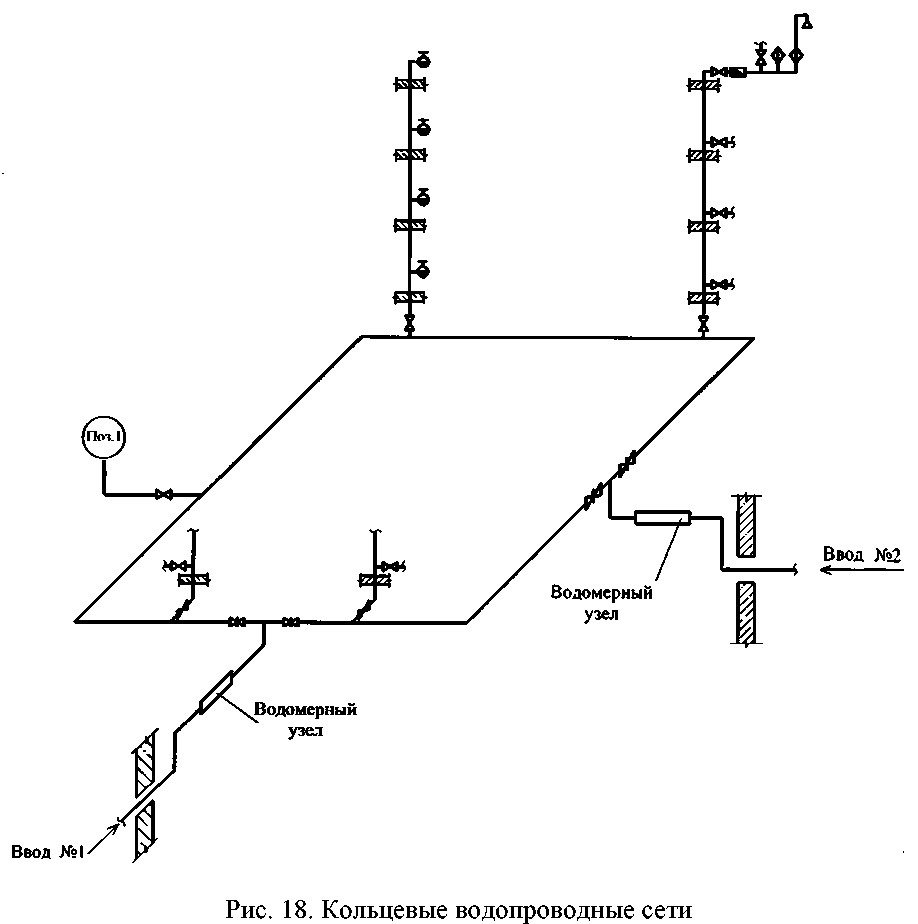 Поз.1
Ввод №2
Водомерный
узел
Водомерный
узел
Ввод №1
Рис. 18. Кольцевые водопроводные сети